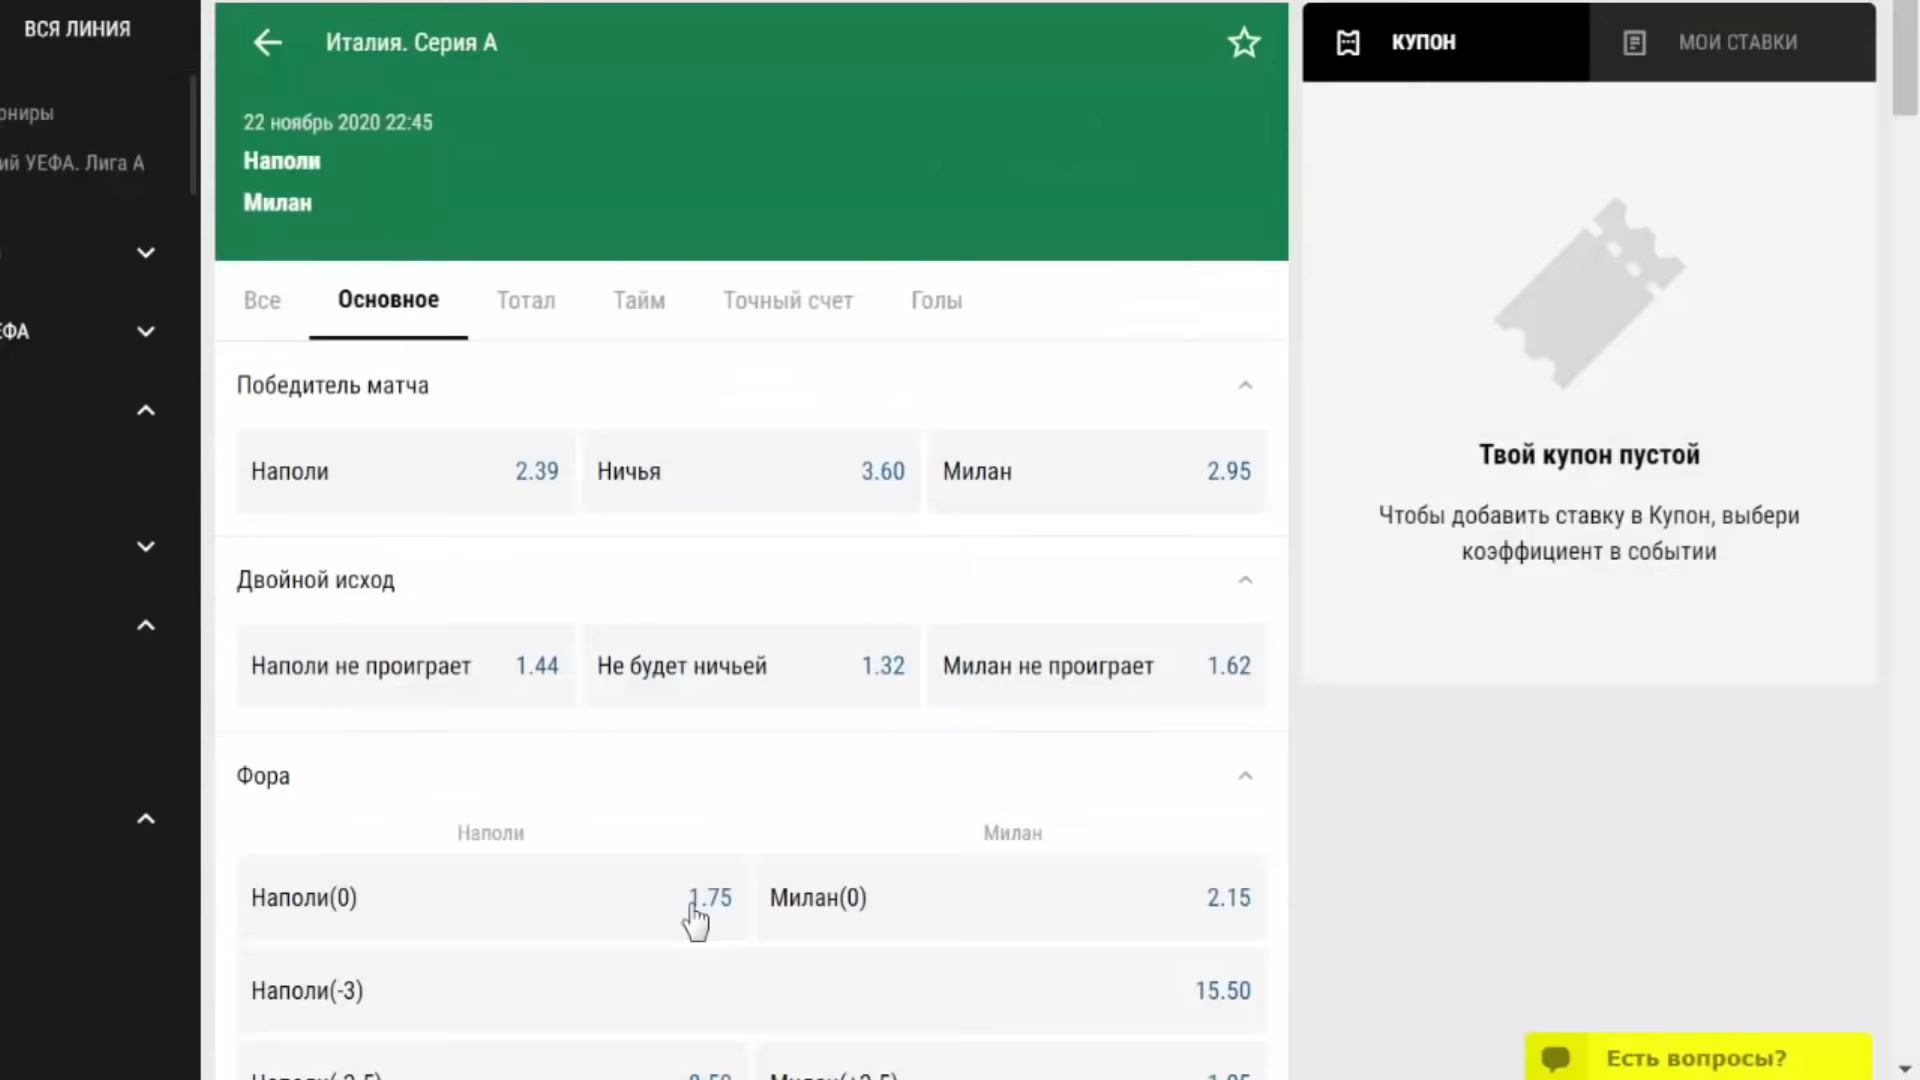 ВСЯ ЛИНИЯ
рниры
ий УЕФА. Лига А
ЕФА
Италия. Серия А
22 ноябрь 2020 22:45
Наполи
Милан
Все Основное Тотал Тайм Точный счет Голы
Победитель матча
Наполи 2.39 Ничья 3.60 Милан 2.95
Двойной исход
Наполи не проиграет 1.44 Не будет ничьей 1.32 Милан не проиграет 1.62
Фора
Наполи Милан
Наполи(0) 1.75 Милан(0) 2.15
Наполи(-3) 15.50
КУПОН МОИ СТАВКИ
Твой купон пустой
Чтобы добавить ставку в Купон, выбери
коэффициент в событии
Есть вопросы?